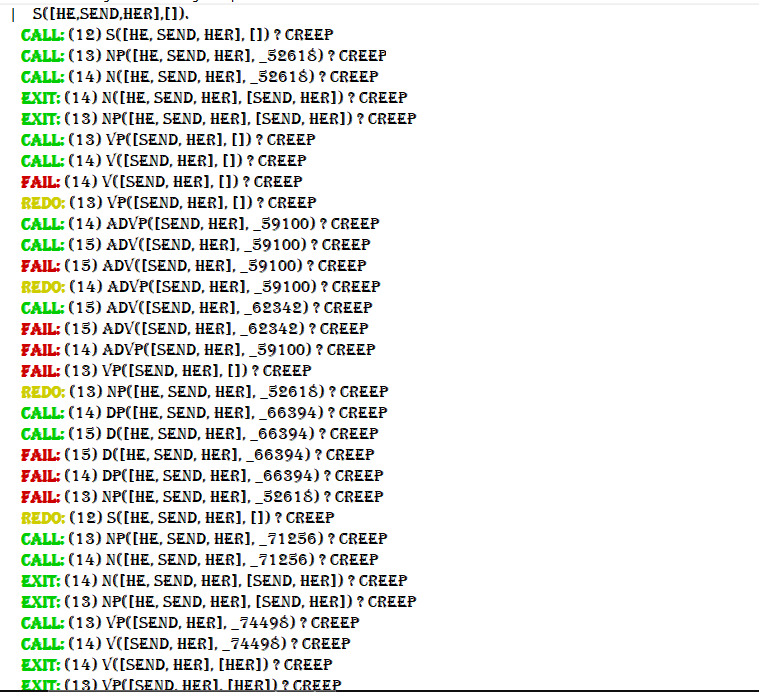 | S([HE,SEND,HER],[]).
CALL: (12) S([HE, SEND, HER], []) ? CREEP
CALL: (13) NP([HE, SEND, HER], _52618) ? CREEP
CALL: (14) N([HE, SEND, HER], _52618) ? CREEP
EXIT: (14) N([HE, SEND, HER], [SEND, HER]) ? CREEP
EXIT: (13) NP([HE, SEND, HER], [SEND, HER]) ? CREEP
CALL: (13) VP([SEND, HER], []) ? CREEP
CALL: (14) V([SEND, HER], []) ? CREEP
FAIL: (14) V([SEND, HER], []) ? CREEP
REDO: (13) VP([SEND, HER], []) ? CREEP
CALL: (14) ADVP([SEND, HER], _59100) ? CREEP
CALL: (15) ADV([SEND, HER], _59100) ? CREEP
FAIL: (15) ADV([SEND, HER], _59100) ? CREEP
REDO: (14) ADVP([SEND, HER], _59100) ? CREEP
CALL: (15) ADV([SEND, HER], _62342) ? CREEP
FAIL: (15) ADV([SEND, HER], _62342) ? CREEP
FAIL: (14) ADVP([SEND, HER], _59100) ? CREEP
FAIL: (13) VP([SEND, HER], []) ? CREEP
REDO: (13) NP([HE, SEND, HER], _52618) ? CREEP
CALL: (14) DP([HE, SEND, HER], _66394) ? CREEP
CALL: (15) D([HE, SEND, HER], _66394) ? CREEP
FAIL: (15) D([HE, SEND, HER], _66394) ? CREEP
FAIL: (14) DP([HE, SEND, HER], _66394) ? CREEP
FAIL: (13) NP([HE, SEND, HER], _52618) ? CREEP
REDO: (12) S([HE, SEND, HER], []) ? CREEP
CALL: (13) NP([HE, SEND, HER], _71256) ? CREEP
CALL: (14) N([HE, SEND, HER], _71256) ? CREEP
EXIT: (14) N([HE, SEND, HER], [SEND, HER]) ? CREEP
EXIT: (13) NP([HE, SEND, HER], [SEND, HER]) ? CREEP
CALL: (13) VP([SEND, HER], _74498) ? CREEP
CALL: (14) V([SEND, HER], _74498) ? CREEP
EXIT: (14) V([SEND, HER], [HER]) ? CREEP
EXIT: (13) VP([SEND, HER], [HER]) ? CREEP